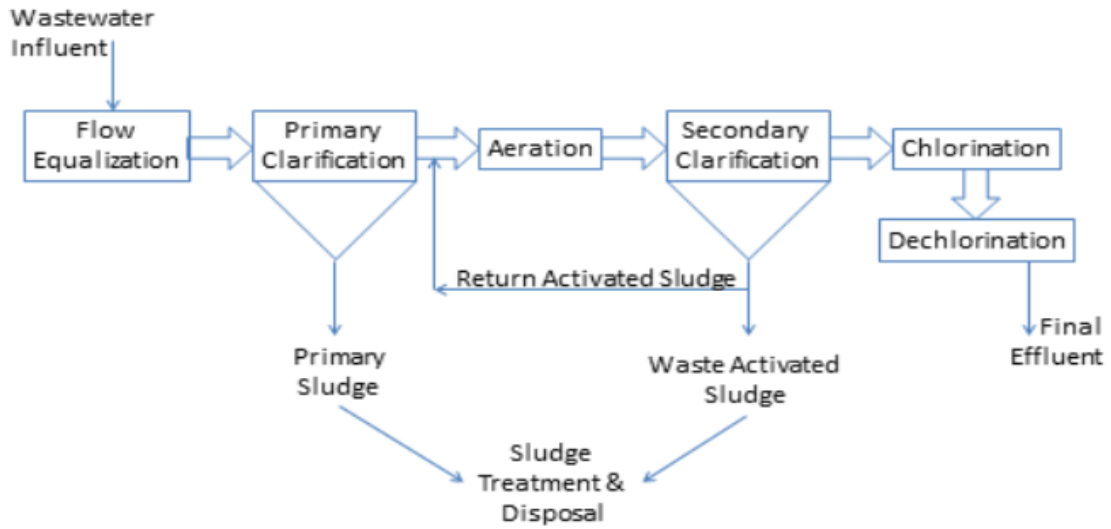 Wastewater
Influent
Flow
Equalization
Primary
Clarification
Aeration
Secondary
Clarification
Chlorination
Dechlorination
Return Activated Sludge
Primary
Sludge
Waste Activated
Sludge
Final
Effluent
Sludge
Treatment &
Disposal